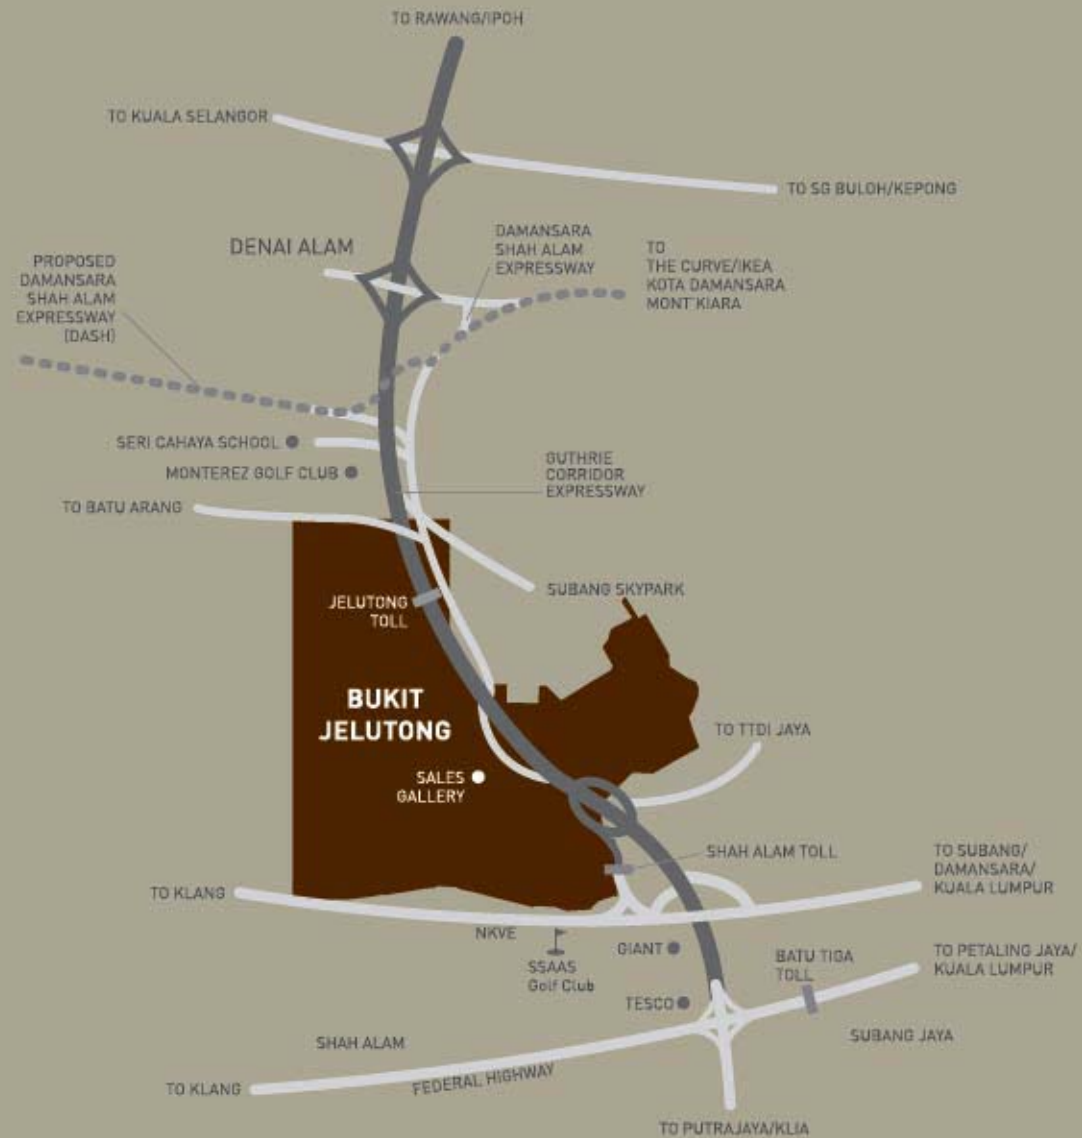 TO RAWANG/IPOH
TO KUALA SELANGOR
TO SG BULOH/KEPONG
DENAI ALAM
DAMANSARA
SHAH ALAM
EXPRESSWAY
TO
THE CURVE/IKEA
KOTA DAMANSARA
MONT'KIARA
PROPOSED
DAMANSARA
SHAH ALAM
EXPRESSWAY
(DASH)
SERI CAHAYA SCHOOL
MONTEREZ GOLF CLUB
GUTHRIE
CORRIDOR
EXPRESSWAY
TO BATU ARANG
SUBANG SKYPARK
JELUTONG
TOLL
BUKIT
JELUTONG
TO TTDI JAYA
SALES
GALLERY
SHAH ALAM TOLL
TO SUBANG/
DAMANSARA/
KUALA LUMPUR
TO KLANG
NKVE
SSAAS
Golf Club
GIANT
BATU TIGA
TOLL
TO PETALING JAYA/
KUALA LUMPUR
TESCO
SUBANG JAYA
SHAH ALAM
FEDERAL HIGHWAY
TO KLANG
TO PUTRAJAYA/KLIA